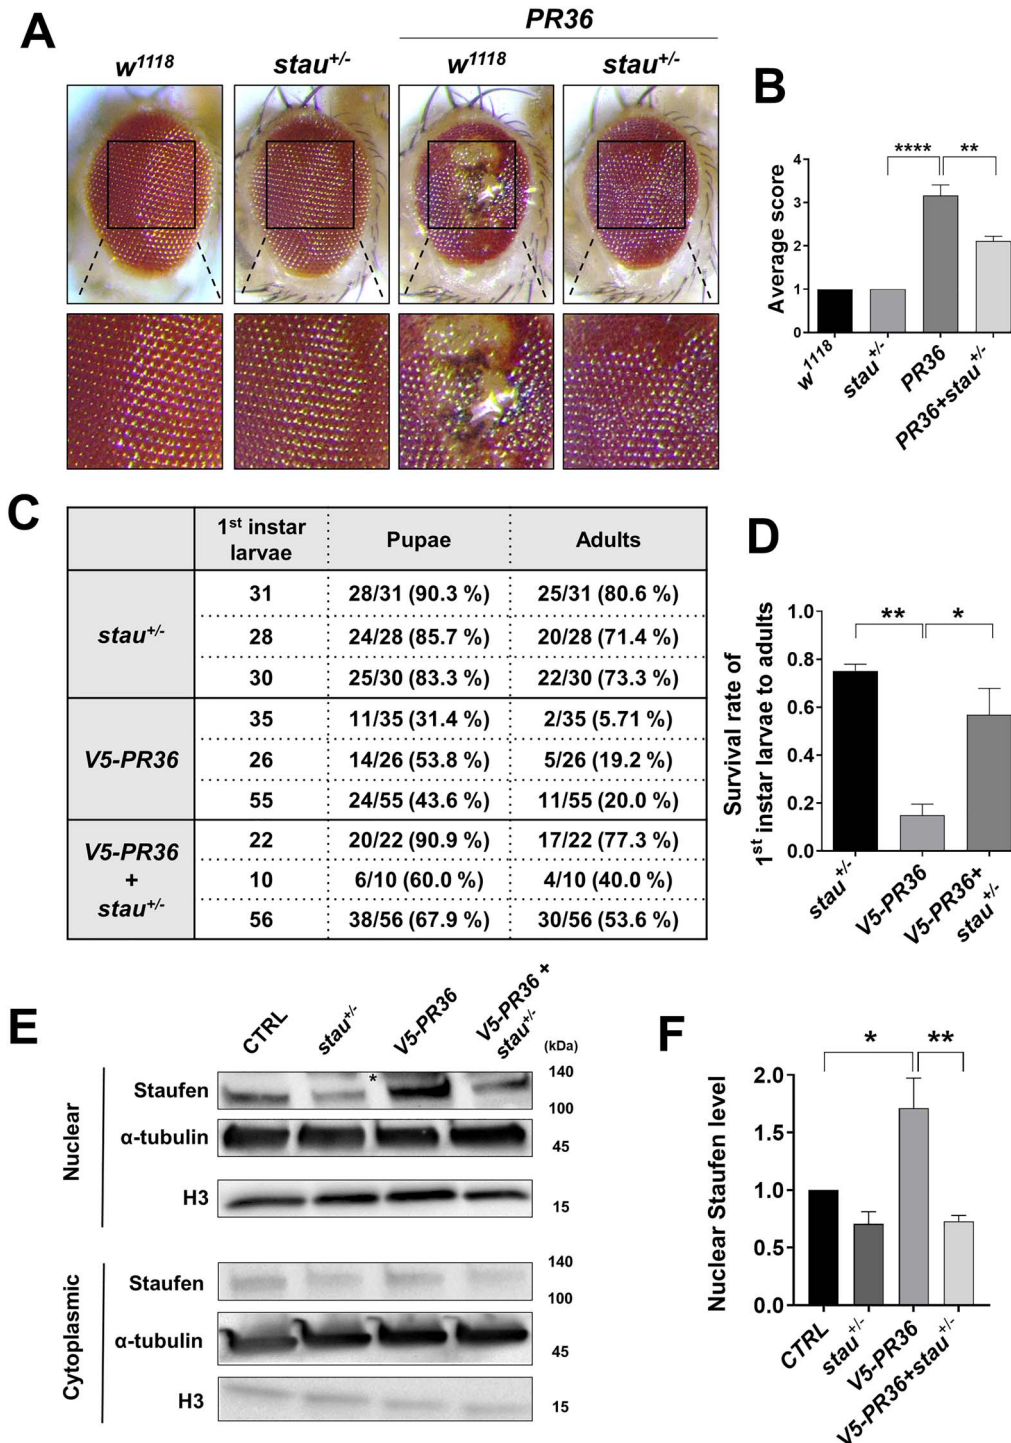 A
PR36
w¹¹¹⁸ stau⁺/⁻ w¹¹¹⁸ stau⁺/⁻
B
**** **
Average score
4
3
2
1
0
w¹¹¹⁸ stau⁺/⁻ PR36 PR36+stau⁺/⁻
C
1ˢᵗ instar larvae Pupae Adults
stau⁺/⁻
31 28/31 (90.3 %) 25/31 (80.6 %)
28 24/28 (85.7 %) 20/28 (71.4 %)
30 25/30 (83.3 %) 22/30 (73.3 %)
V5-PR36
35 11/35 (31.4 %) 2/35 (5.71 %)
26 14/26 (53.8 %) 5/26 (19.2 %)
55 24/55 (43.6 %) 11/55 (20.0 %)
V5-PR36
+
stau⁺/⁻
22 20/22 (90.9 %) 17/22 (77.3 %)
10 6/10 (60.0 %) 4/10 (40.0 %)
56 38/56 (67.9 %) 30/56 (53.6 %)
D
** *
Survival rate of
1ˢᵗ instar larvae to adults
1.0
0.8
0.6
0.4
0.2
0.0
stau⁺/⁻ V5-PR36 V5-PR36+
stau⁺/⁻
E
CTRL stau⁺/⁻ V5-PR36 V5-PR36 +
stau⁺/⁻
(kDa)
Nuclear
Staufen * 140
100
α-tubulin 45
H3 15
Cytoplasmic
Staufen 140
100
α-tubulin 45
H3 15
F
* **
Nuclear Staufen level
2.0
1.5
1.0
0.5
0.0
CTRL stau⁺/⁻ V5-PR36 V5-PR36+stau⁺/⁻